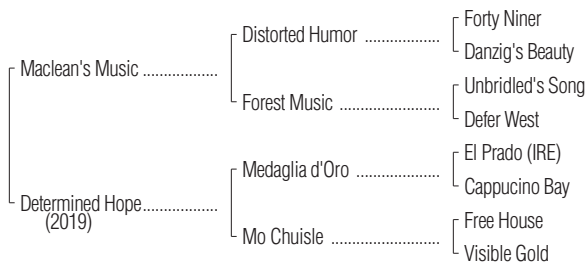 Forty Niner
Distorted Humor ..................
Danzig's Beauty
Maclean's Music ..................
Unbridled's Song
Forest Music ........................
Defer West
El Prado (IRE)
Medaglia d'Oro ....................
Cappucino Bay
Determined Hope..................
(2019)
Free House
Mo Chuisle ..........................
Visible Gold